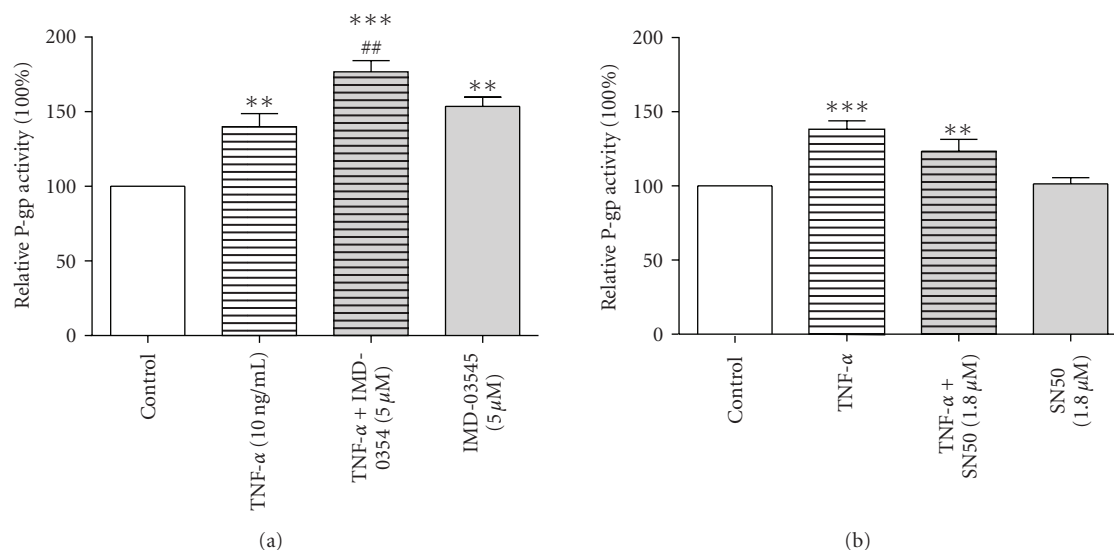 200
150
100
50
0
Relative P-gp activity (100%)
**
***
##
**
Control
TNF-α (10 ng/mL)
TNF-α + IMD-
0354 (5 μM)
IMD-03545
(5 μM)
(a)
200
150
100
50
0
Relative P-gp activity (100%)
***
**
Control
TNF-α
TNF-α +
SN50 (1.8 μM)
SN50
(1.8 μM)
(b)